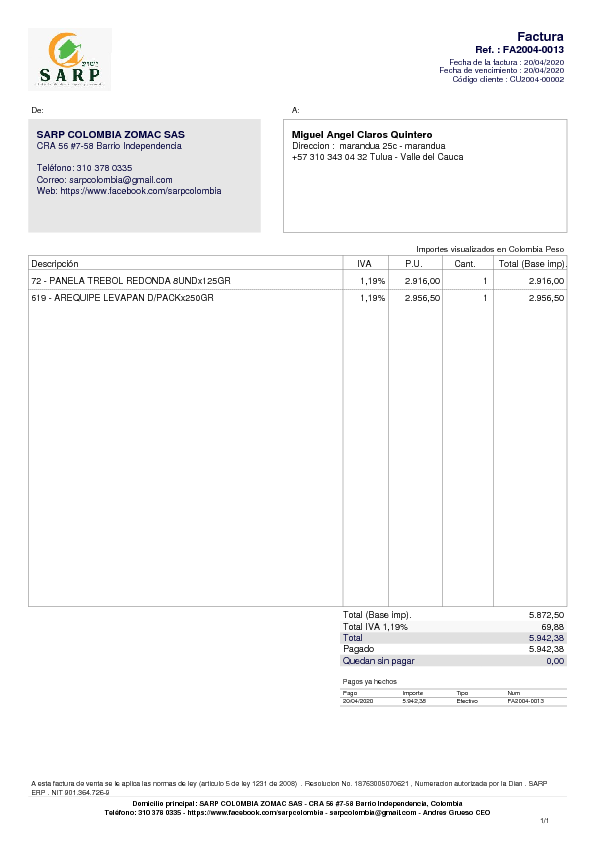 SARP
Factura
Ref. : FA2004-0013
Fecha de la factura : 20/04/2020
Fecha de vencimiento : 20/04/2020
Código cliente : CU2004-00002
De:
A:
SARP COLOMBIA ZOMAC SAS
CRA 56 #7-58 Barrio Independencia
Teléfono: 310 378 0335
Correo: sarpcolombia@gmail.com
Web: https://www.facebook.com/sarpcolombia
Miguel Angel Claros Quintero
Direccion : marandua 25c - marandua
+57 310 343 04 32 Tulua - Valle del Cauca
Importes visualizados en Colombia Peso
Descripción IVA P.U. Cant. Total (Base imp).
72 - PANELA TREBOL REDONDA 8UNDx125GR 1,19% 2.916,00 1 2.916,00
619 - AREQUIPE LEVAPAN D/PACKx250GR 1,19% 2.956,50 1 2.956,50
Total (Base imp). 5.872,50
Total IVA 1,19% 69,88
Total 5.942,38
Pagado 5.942,38
Quedan sin pagar 0,00
Pagos ya hechos
Pago Importe Tipo Num
20/04/2020 5.942,38 Efectivo FA2004-0013
A esta factura de venta se le aplica las normas de ley (articulo 5 de ley 1231 de 2008) . Resolucion No. 18763005070621 , Numeracion autorizada por la Dian . SARP
ERP . NIT 901.364.726-9
Domicilio principal: SARP COLOMBIA ZOMAC SAS - CRA 56 #7-58 Barrio Independencia, Colombia
Teléfono: 310 378 0335 - https://www.facebook.com/sarpcolombia - sarpcolombia@gmail.com - Andres Grueso CEO
1/1